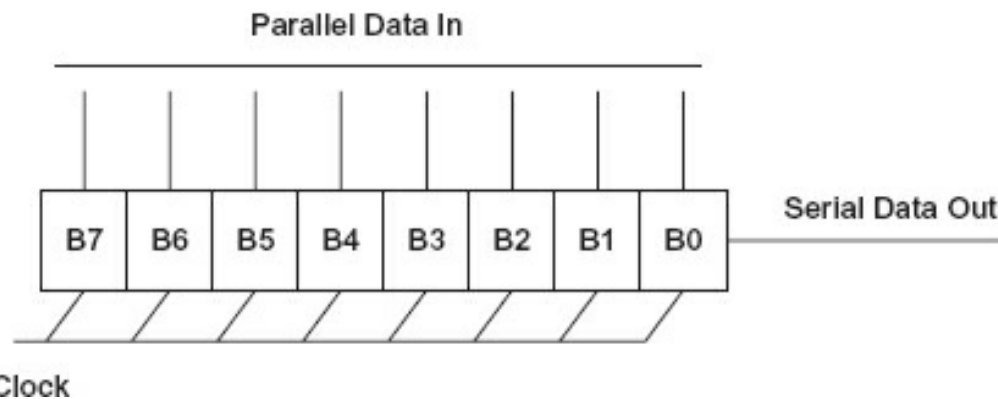 Parallel Data In
Serial Data Out
B7 B6 B5 B4 B3 B2 B1 B0
Clock